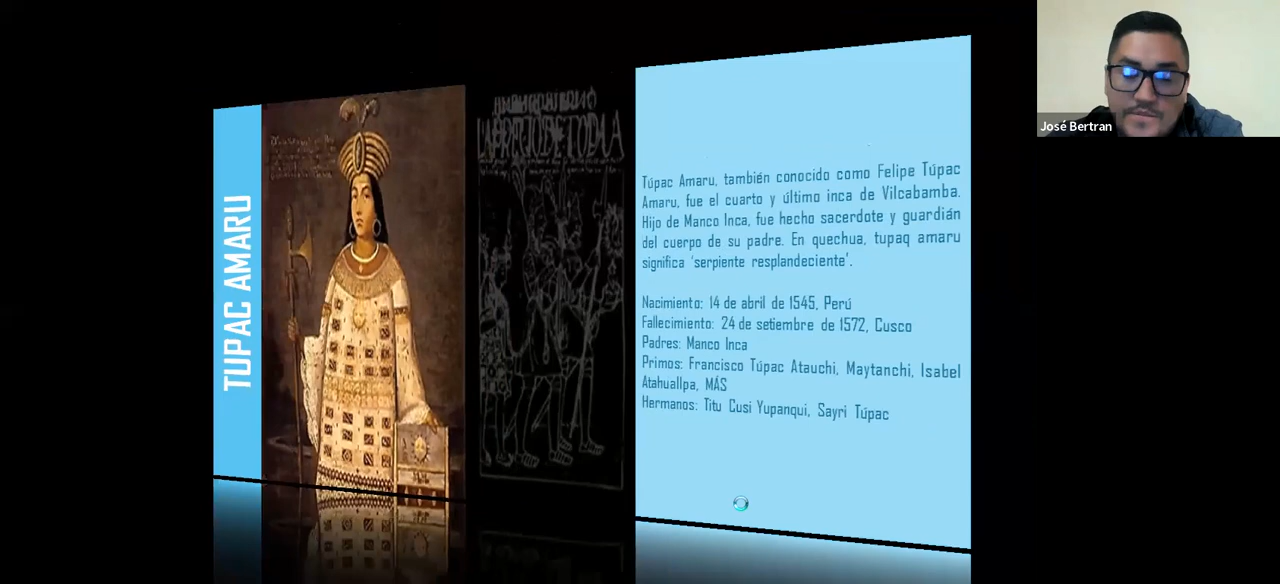 TUPAC AMARU
Túpac Amaru, también conocido como Felipe Túpac
Amaru, fue el cuarto y último inca de Vilcabamba.
Hijo de Manco Inca, fue hecho sacerdote y guardián
del cuerpo de su padre. En quechua, tupaq amaru
significa ‘serpiente resplandeciente’.
Nacimiento: 14 de abril de 1545, Perú
Fallecimiento: 24 de setiembre de 1572, Cusco
Padres: Manco Inca
Primos: Francisco Túpac Atauchi, Maytanchi, Isabel
Atahuallpa, MÁS
Hermanos: Titu Cusi Yupanqui, Sayri Túpac
José Bertran